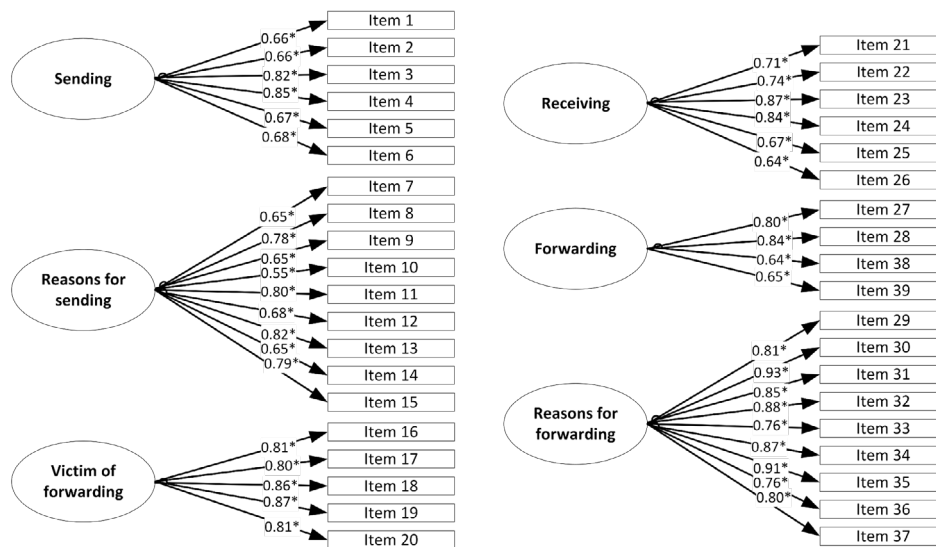 Sending
0.66*
0.66*
0.82*
0.85*
0.67*
0.68*
Item 1
Item 2
Item 3
Item 4
Item 5
Item 6
Reasons for
sending
0.65*
0.78*
0.65*
0.55*
0.80*
0.68*
0.82*
0.65*
0.79*
Item 7
Item 8
Item 9
Item 10
Item 11
Item 12
Item 13
Item 14
Item 15
Victim of
forwarding
0.81*
0.80*
0.86*
0.87*
0.81*
Item 16
Item 17
Item 18
Item 19
Item 20
Receiving
0.71*
0.74*
0.87*
0.84*
0.67*
0.64*
Item 21
Item 22
Item 23
Item 24
Item 25
Item 26
Forwarding
0.80*
0.84*
0.64*
0.65*
Item 27
Item 28
Item 38
Item 39
Reasons for
forwarding
0.81*
0.93*
0.85*
0.88*
0.76*
0.87*
0.91*
0.76*
0.80*
Item 29
Item 30
Item 31
Item 32
Item 33
Item 34
Item 35
Item 36
Item 37